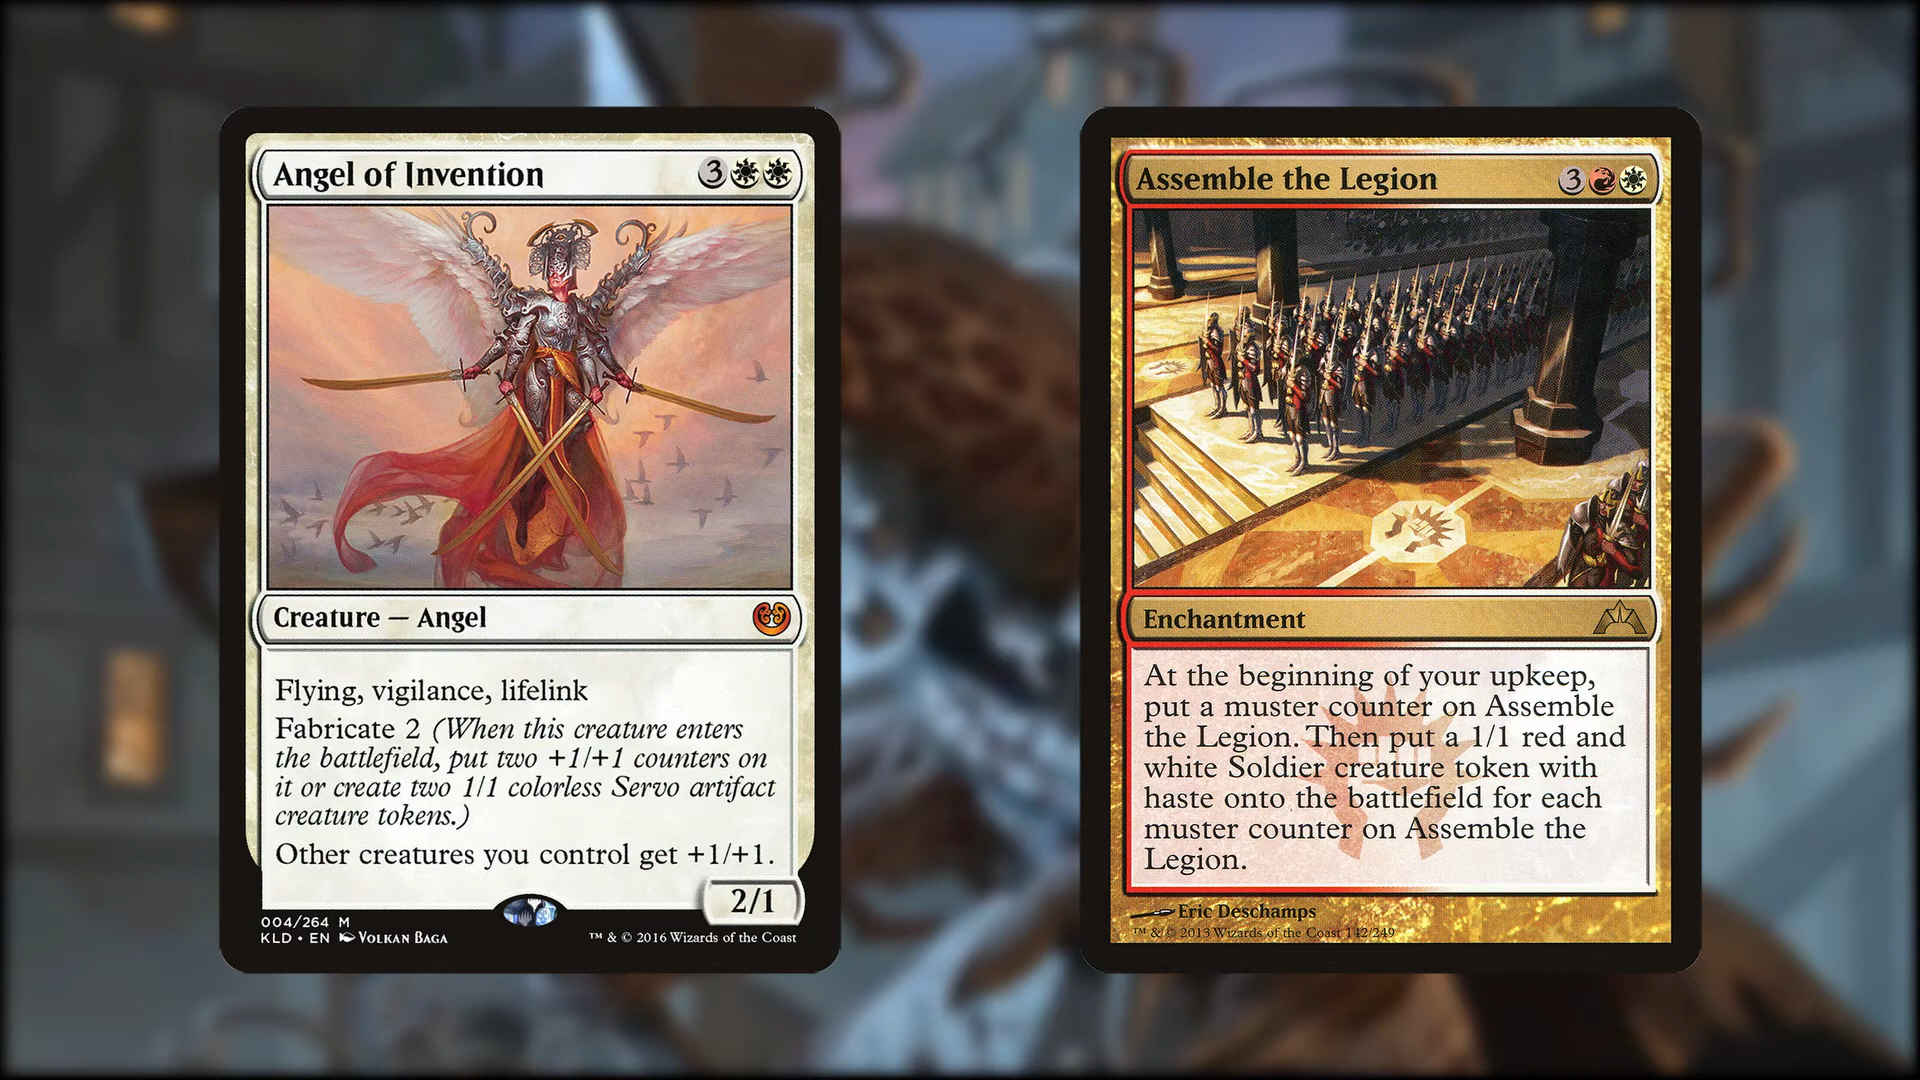 Angel of Invention 3
Creature — Angel
Flying, vigilance, lifelink
Fabricate 2 (When this creature enters
the battlefield, put two +1/+1 counters on
it or create two 1/1 colorless Servo artifact
creature tokens.)
Other creatures you control get +1/+1.
2/1
004/264 M
KLD • EN Volkan Baga
™ & © 2016 Wizards of the Coast
Assemble the Legion 3
Enchantment
At the beginning of your upkeep,
put a muster counter on Assemble
the Legion. Then put a 1/1 red and
white Soldier creature token with
haste onto the battlefield for each
muster counter on Assemble the
Legion.
Eric Deschamps
™ & © 2013 Wizards of the Coast 142/249